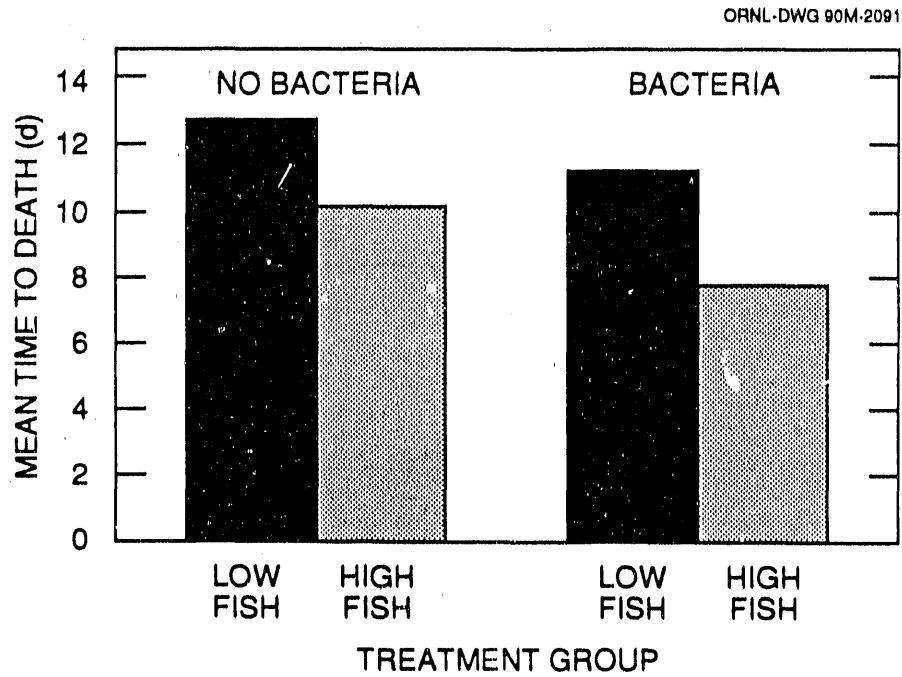 ORNL-DWG 90M-2091
NO BACTERIA
BACTERIA
14
12
10
8
6
4
2
0
MEAN TIME TO DEATH (d)
LOW FISH
HIGH FISH
LOW FISH
HIGH FISH
TREATMENT GROUP